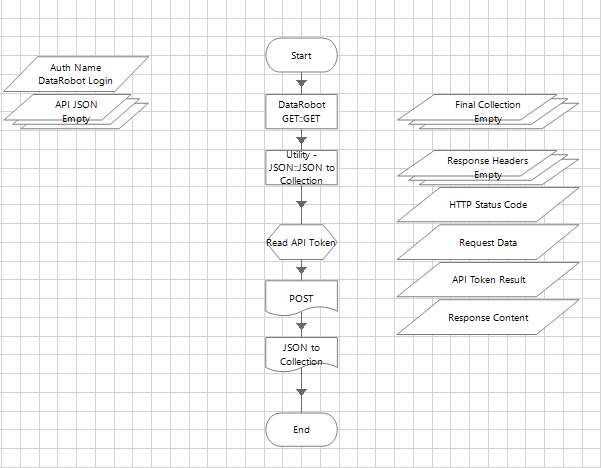 Start
Auth Name
DataRobot Login
API JSON
Empty
DataRobot
GET::GET
Final Collection
Empty
Utility -
JSON::JSON to
Collection
Response Headers
Empty
HTTP Status Code
Read API Token
Request Data
API Token Result
POST
Response Content
JSON to
Collection
End